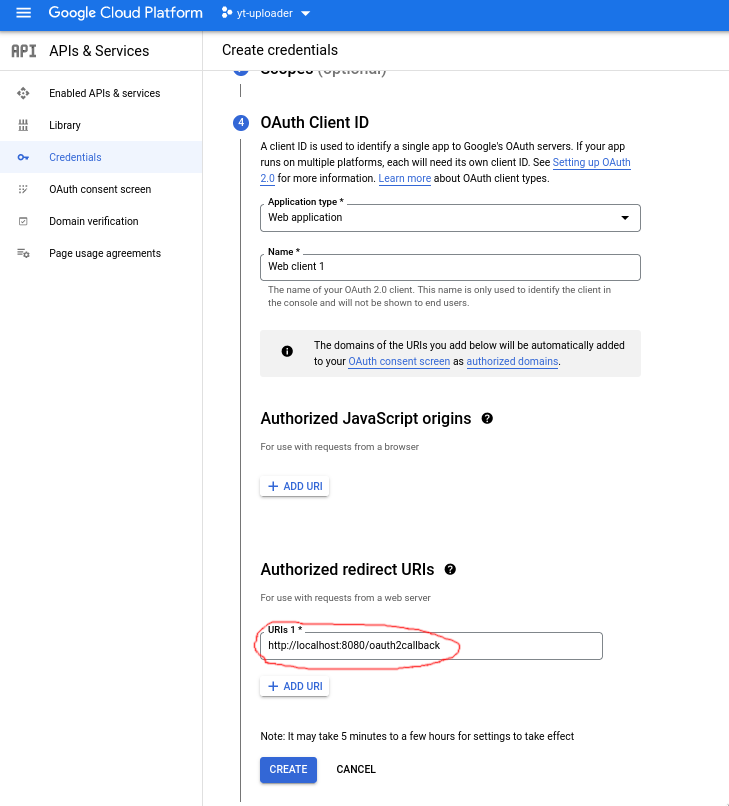 Google Cloud Platform
yt-uploader
API APIs & Services
Create credentials
Enabled APIs & services
Library
Credentials
OAuth consent screen
Domain verification
Page usage agreements
Scopes (optional)
4 OAuth Client ID
A client ID is used to identify a single app to Google's OAuth servers. If your app
runs on multiple platforms, each will need its own client ID. See Setting up OAuth
2.0 for more information. Learn more about OAuth client types.
Application type *
Web application
Name *
Web client 1
The name of your OAuth 2.0 client. This name is only used to identify the client in
the console and will not be shown to end users.
The domains of the URIs you add below will be automatically added
to your OAuth consent screen as authorized domains.
Authorized JavaScript origins
For use with requests from a browser
ADD URI
Authorized redirect URIs
For use with requests from a web server
URIs 1 *
http://localhost:8080/oauth2callback
ADD URI
Note: It may take 5 minutes to a few hours for settings to take effect
CREATE CANCEL